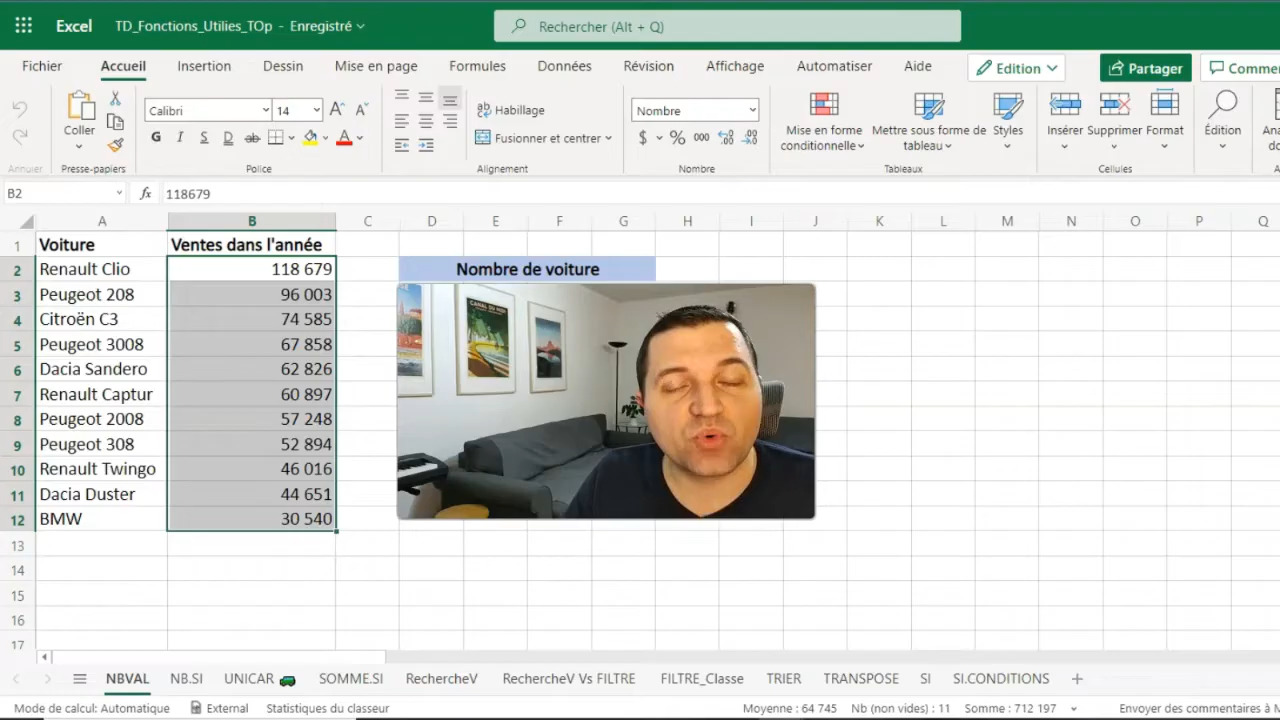 Excel TD_Fonctions_Utilies_TOp - Enregistré Rechercher (Alt + Q)
Fichier Accueil Insertion Dessin Mise en page Formules Données Révision Affichage Automatiser Aide Edition Partager
Calibri 14 Habillage Nombre
Coller Fusionner et centrer $ % 000 Mise en forme conditionnelle Mettre sous forme de tableau Styles Insérer Supprimer Format Édition
Annuler Presse-papiers Police Alignement Nombre Tableaux Cellules
B2 fx 118679
A B C D E F G H I J K L M N O P Q
1 Voiture Ventes dans l'année
2 Renault Clio 118 679 Nombre de voiture
3 Peugeot 208 96 003
4 Citroën C3 74 585
5 Peugeot 3008 67 858
6 Dacia Sandero 62 826
7 Renault Captur 60 897
8 Peugeot 2008 57 248
9 Peugeot 308 52 894
10 Renault Twingo 46 016
11 Dacia Duster 44 651
12 BMW 30 540
13
14
15
16
17
NBVAL NB.SI UNICAR SOMME.SI RechercheV RechercheV Vs FILTRE FILTRE_Classe TRIER TRANSPOSE SI SI.CONDITIONS
Mode de calcul: Automatique External Statistiques du classeur Moyenne : 64 745 Nb (non vides) : 11 Somme : 712 197 Envoyer des commentaires à